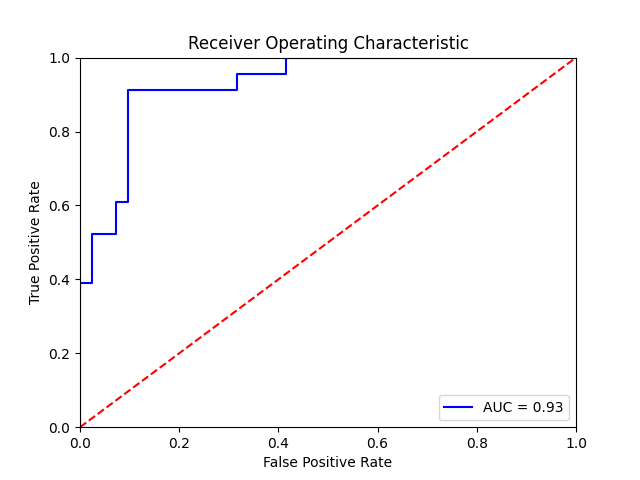 Receiver Operating Characteristic
1.0
0.8
0.6
0.4
0.2
0.0
True Positive Rate
AUC = 0.93
0.0 0.2 0.4 0.6 0.8 1.0
False Positive Rate